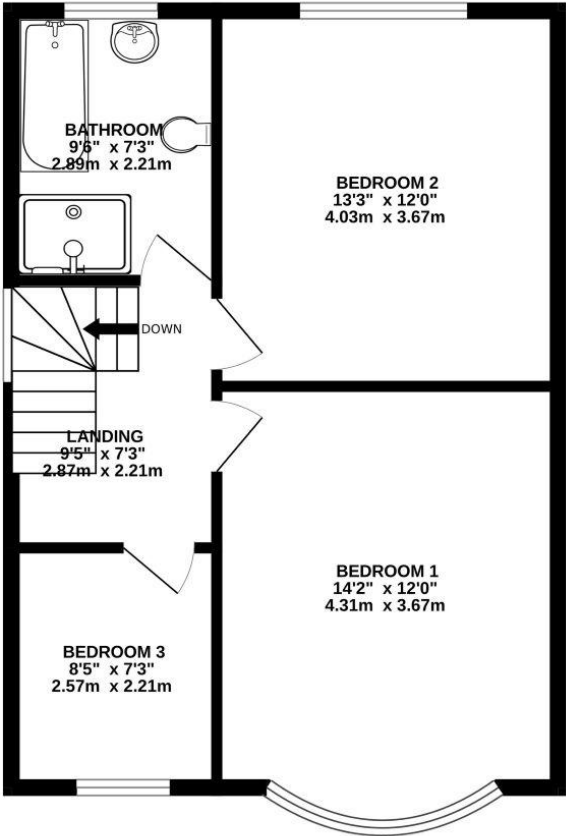 BATHROOM
9'6" x 7'3"
2.89m x 2.21m
BEDROOM 2
13'3" x 12'0"
4.03m x 3.67m
DOWN
LANDING
9'5" x 7'3"
2.87m x 2.21m
BEDROOM 1
14'2" x 12'0"
4.31m x 3.67m
BEDROOM 3
8'5" x 7'3"
2.57m x 2.21m